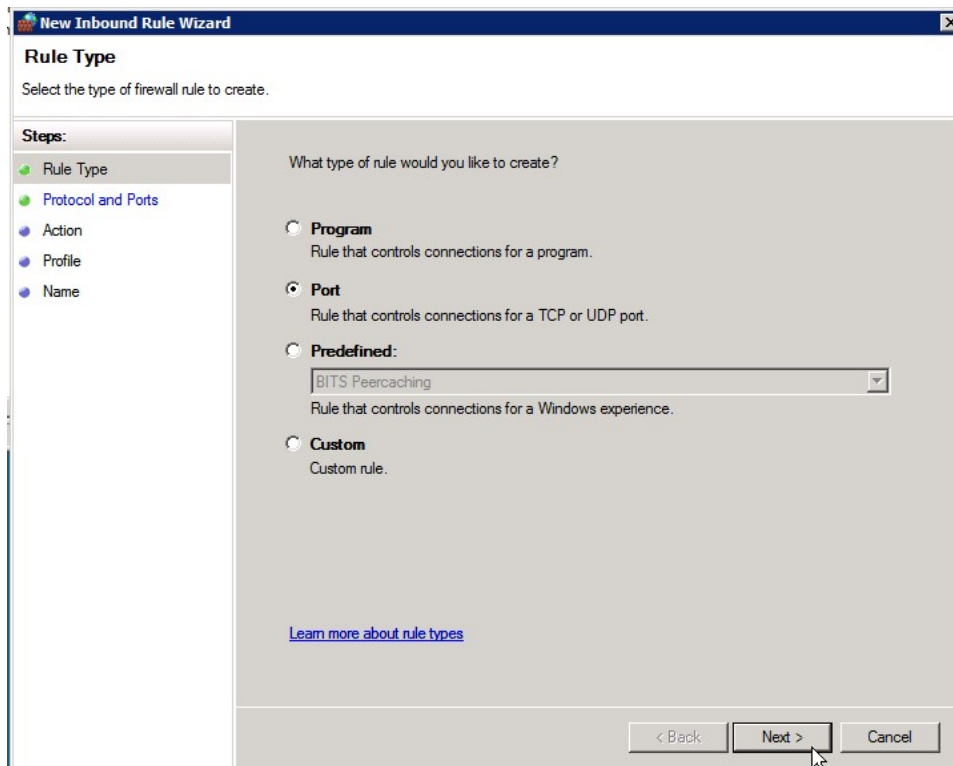 New Inbound Rule Wizard
Rule Type
Select the type of firewall rule to create.
Steps:
Rule Type
Protocol and Ports
Action
Profile
Name
What type of rule would you like to create?
Program
Rule that controls connections for a program.
Port
Rule that controls connections for a TCP or UDP port.
Predefined:
BITS Peercaching
Rule that controls connections for a Windows experience.
Custom
Custom rule.
Learn more about rule types
< Back Next > Cancel